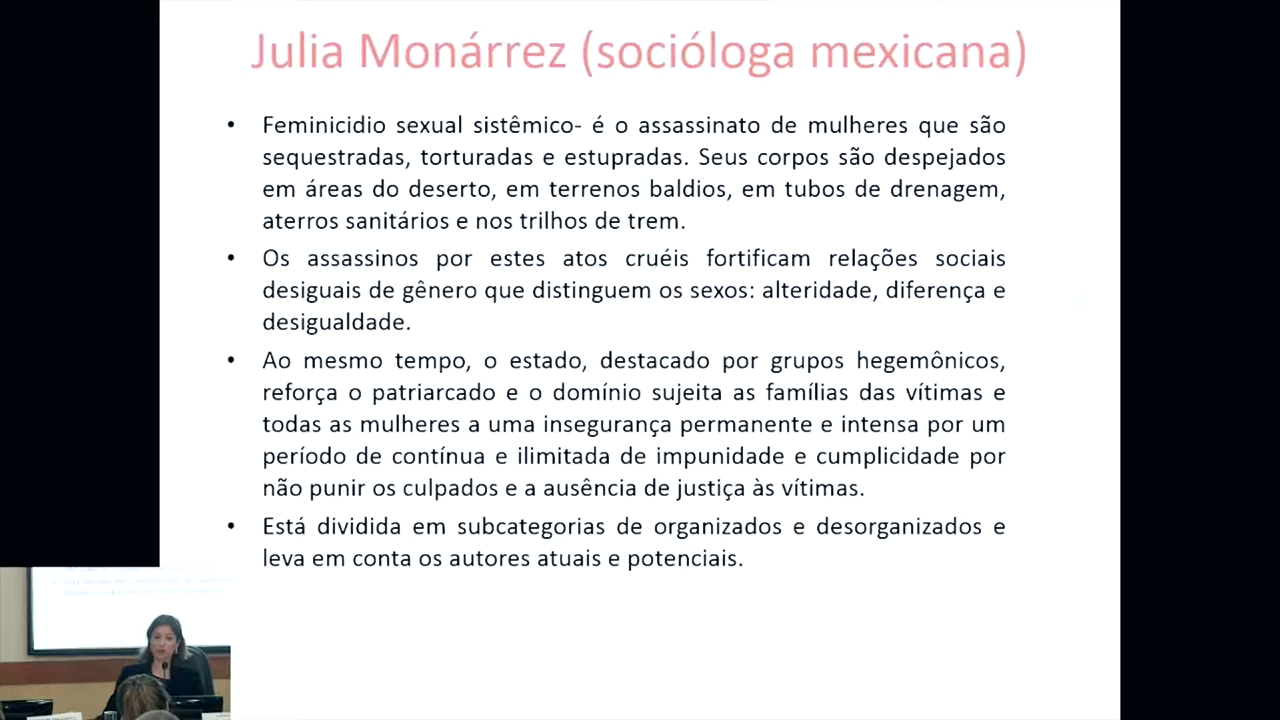 Julia Monárrez (socióloga mexicana)
• Feminicidio sexual sistêmico- é o assassinato de mulheres que são
sequestradas, torturadas e estupradas. Seus corpos são despejados
em áreas do deserto, em terrenos baldios, em tubos de drenagem,
aterros sanitários e nos trilhos de trem.
• Os assassinos por estes atos cruéis fortificam relações sociais
desiguais de gênero que distinguem os sexos: alteridade, diferença e
desigualdade.
• Ao mesmo tempo, o estado, destacado por grupos hegemônicos,
reforça o patriarcado e o domínio sujeita as famílias das vítimas e
todas as mulheres a uma insegurança permanente e intensa por um
período de contínua e ilimitada de impunidade e cumplicidade por
não punir os culpados e a ausência de justiça às vítimas.
• Está dividida em subcategorias de organizados e desorganizados e
leva em conta os autores atuais e potenciais.